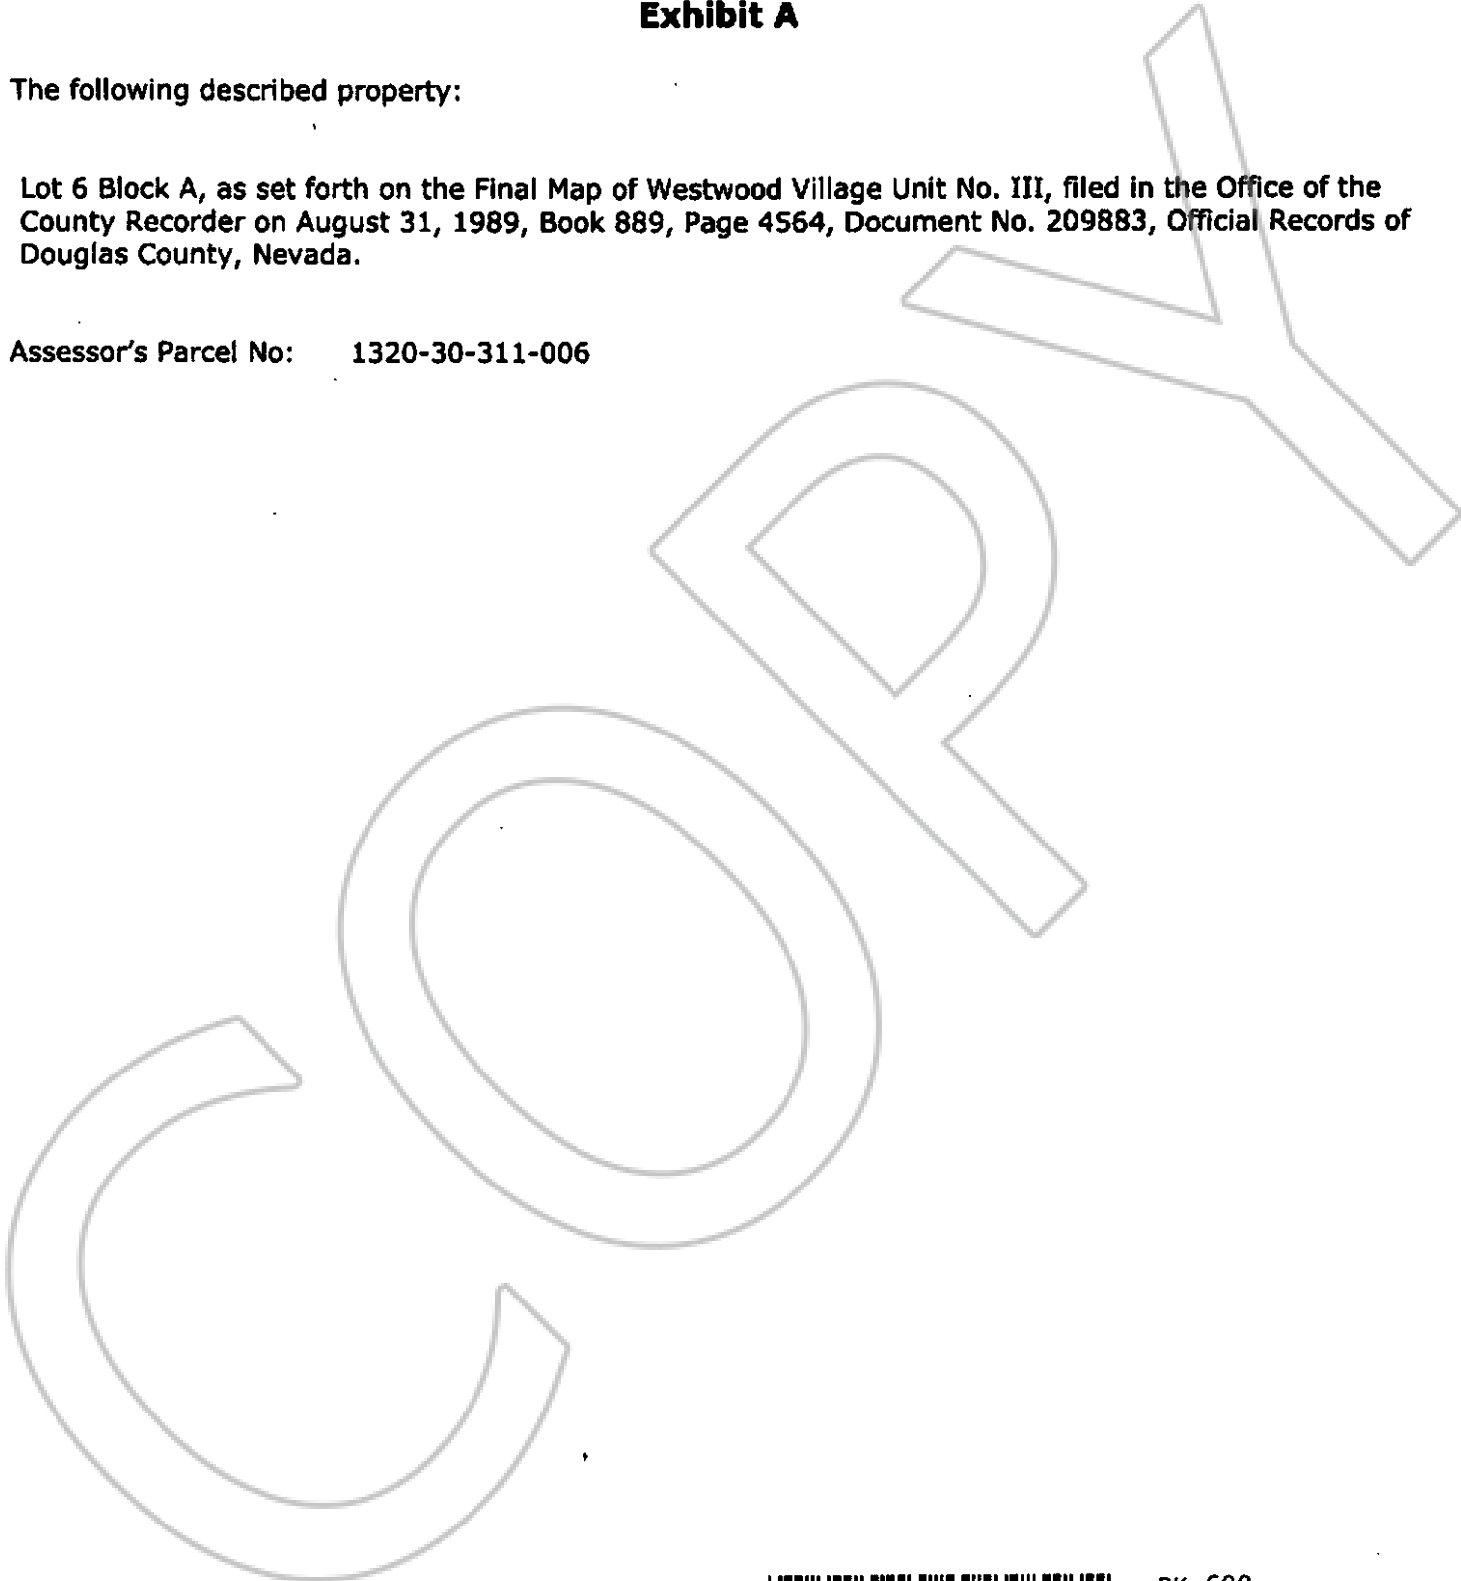 Exhibit A
The following described property:
Lot 6 Block A, as set forth on the Final Map of Westwood Village Unit No. III, filed in the Office of the
County Recorder on August 31, 1989, Book 889, Page 4564, Document No. 209883, Official Records of
Douglas County, Nevada.
Assessor's Parcel No: 1320-30-311-006
COPY